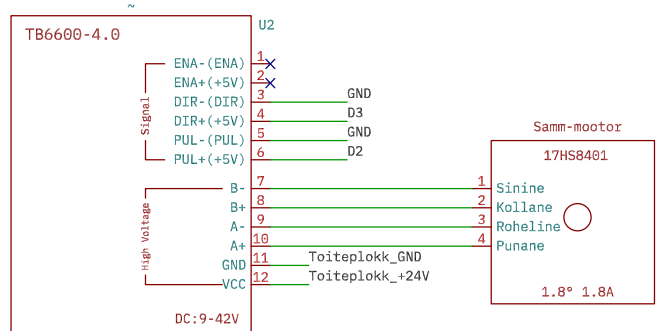 ~
U2
TB6600-4.0
Signal
ENA-(ENA) 1
ENA+(+5V) 2
DIR-(DIR) 3 GND
DIR+(+5V) 4 D3
PUL-(PUL) 5 GND
PUL+(+5V) 6 D2
High Voltage
B- 7
B+ 8
A- 9
A+ 10
GND 11 Toiteplokk_GND
VCC 12 Toiteplokk_+24V
DC:9-42V
Samm-mootor
17HS8401
1 Sinine
2 Kollane
3 Roheline
4 Punane
1.8° 1.8A